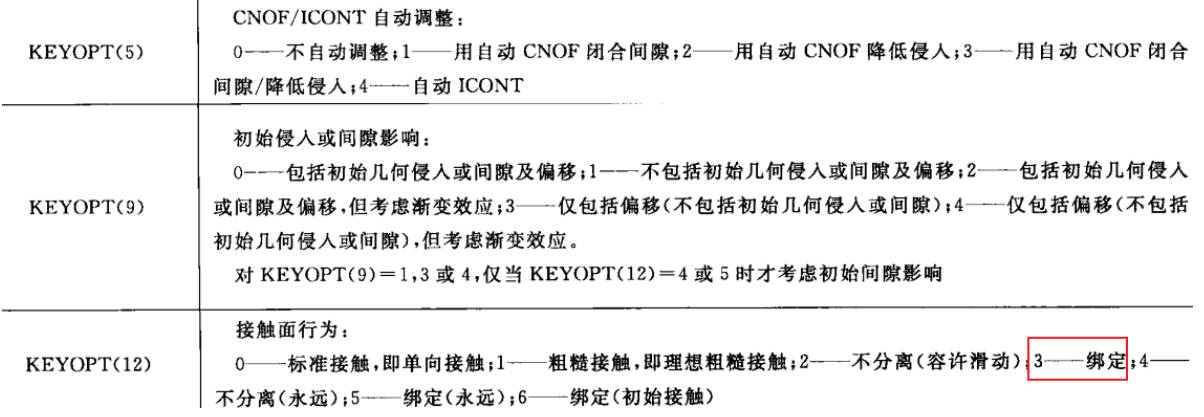 CNOF/ICONT 自动调整：
KEYOPT(5)
0——不自动调整；1——用自动 CNOF 闭合间隙；2——用自动 CNOF 降低侵入；3——用自动 CNOF 闭合
间隙/降低侵入；4——自动 ICONT
初始侵入或间隙影响：
0——包括初始几何侵入或间隙及偏移；1——不包括初始几何侵入或间隙及偏移；2——包括初始几何侵入
KEYOPT(9)
或间隙及偏移，但考虑渐变效应；3——仅包括偏移（不包括初始几何侵入或间隙）；4——仅包括偏移（不包括
初始几何侵入或间隙），但考虑渐变效应。
对 KEYOPT(9)＝1,3 或 4，仅当 KEYOPT(12)＝4 或 5 时才考虑初始间隙影响
接触面行为：
KEYOPT(12)
0——标准接触，即单向接触；1——粗糙接触，即理想粗糙接触；2——不分离（容许滑动）；3——绑定；4——
不分离（永远）；5——绑定（永远）；6——绑定（初始接触）